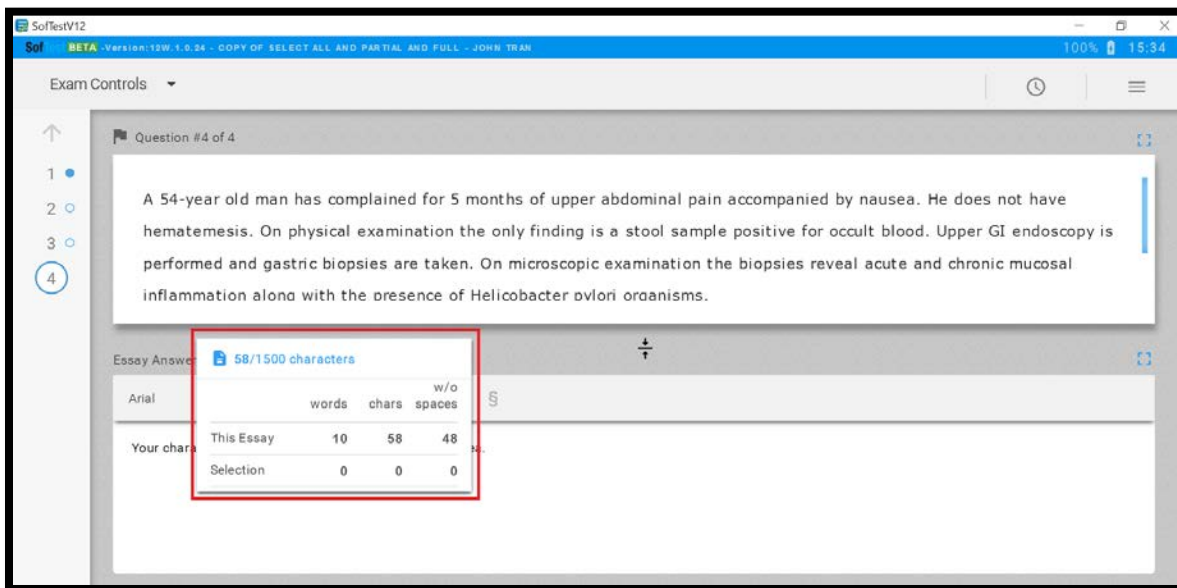 SofTestV12
Sof BETA -Version:12W.1.0.24 - COPY OF SELECT ALL AND PARTIAL AND FULL - JOHN TRAN 100% 15:34
Exam Controls
Question #4 of 4
1
2
3
4
A 54-year old man has complained for 5 months of upper abdominal pain accompanied by nausea. He does not have
hematemesis. On physical examination the only finding is a stool sample positive for occult blood. Upper GI endoscopy is
performed and gastric biopsies are taken. On microscopic examination the biopsies reveal acute and chronic mucosal
inflammation along with the presence of Helicobacter pylori organisms.
Essay Answer
58/1500 characters
Arial §
words chars w/o spaces
This Essay 10 58 48
Your chara
Selection 0 0 0